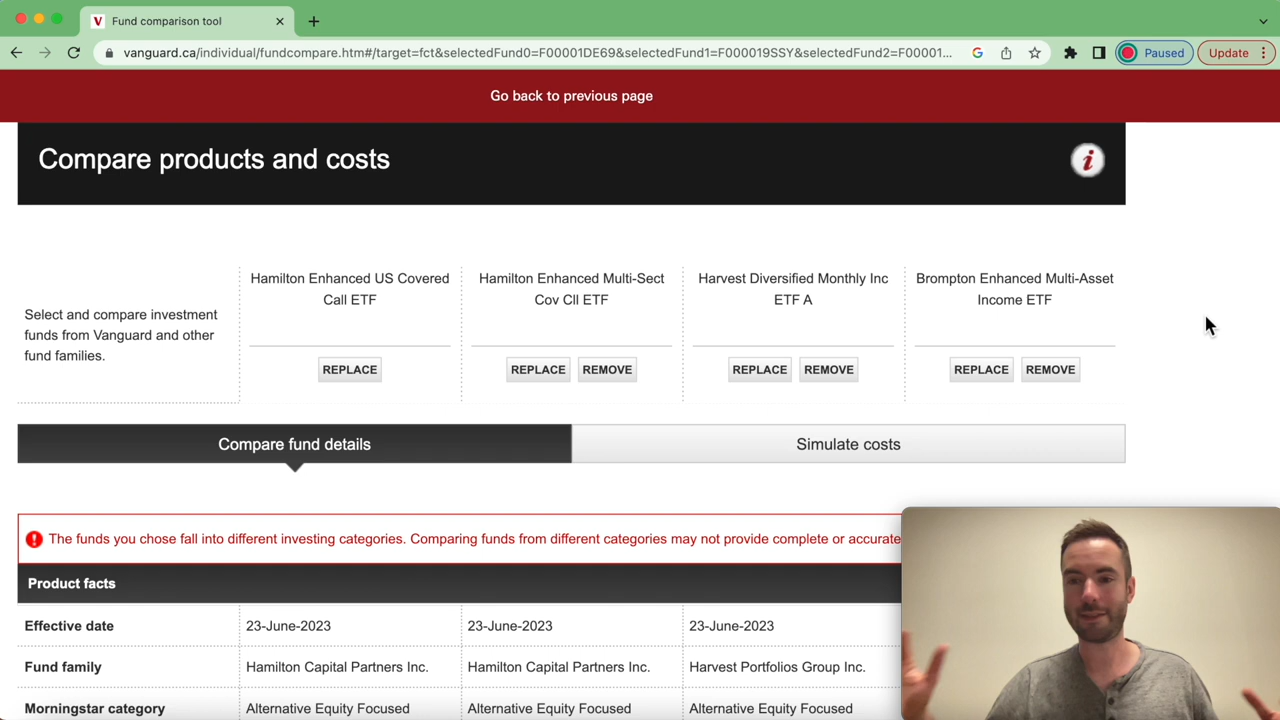 Fund comparison tool
vanguard.ca/individual/fundcompare.htm#/target=fct&selectedFund0=F00001DE69&selectedFund1=F000019SSY&selectedFund2=F00001...
Paused
Update
Go back to previous page
Compare products and costs
Select and compare investment
funds from Vanguard and other
fund families.
Hamilton Enhanced US Covered
Call ETF
REPLACE
Hamilton Enhanced Multi-Sect
Cov Cll ETF
REPLACE REMOVE
Harvest Diversified Monthly Inc
ETF A
REPLACE REMOVE
Brompton Enhanced Multi-Asset
Income ETF
REPLACE REMOVE
Compare fund details
Simulate costs
The funds you chose fall into different investing categories. Comparing funds from different categories may not provide complete or accurate
Product facts
Effective date 23-June-2023 23-June-2023 23-June-2023
Fund family Hamilton Capital Partners Inc. Hamilton Capital Partners Inc. Harvest Portfolios Group Inc.
Morningstar category Alternative Equity Focused Alternative Equity Focused Alternative Equity Focused